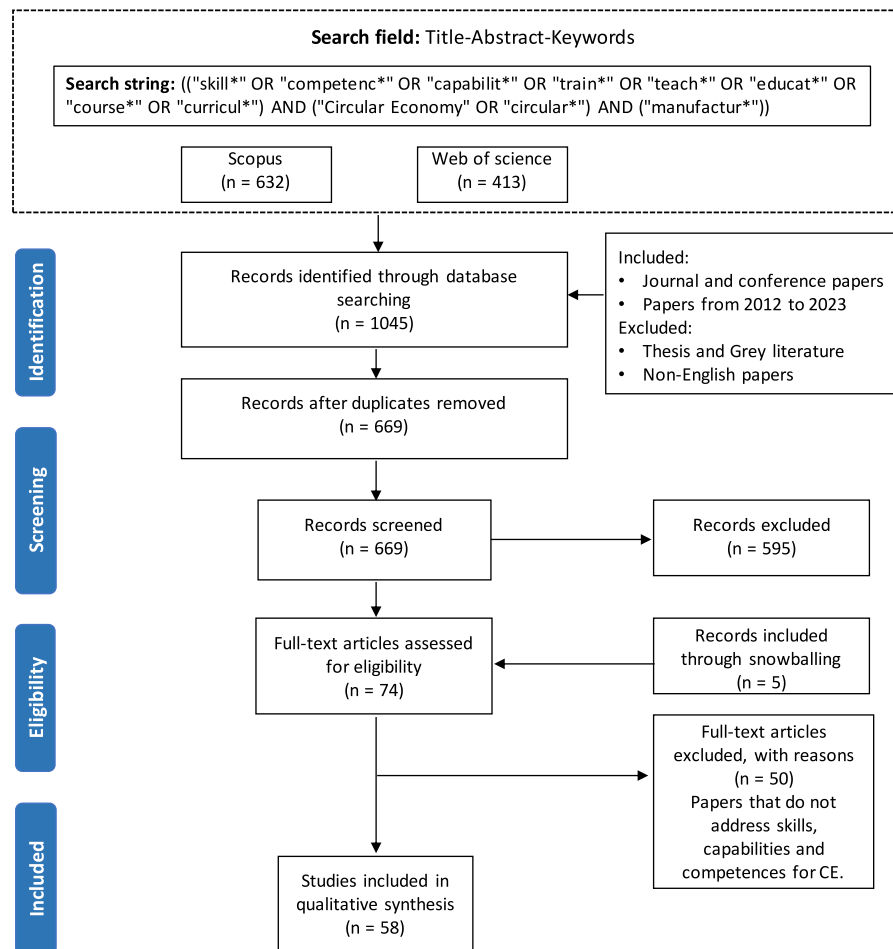 Search field: Title-Abstract-Keywords
Search string: (("skill*" OR "competenc*" OR "capabilit*" OR "train*" OR "teach*" OR "educat*" OR
"course*" OR "curricul*") AND ("Circular Economy" OR "circular*") AND ("manufactur*"))
Scopus
(n = 632)
Web of science
(n = 413)
Identification
Records identified through database
searching
(n = 1045)
Included:
• Journal and conference papers
• Papers from 2012 to 2023
Excluded:
• Thesis and Grey literature
• Non-English papers
Records after duplicates removed
(n = 669)
Screening
Records screened
(n = 669)
Records excluded
(n = 595)
Eligibility
Full-text articles assessed
for eligibility
(n = 74)
Records included
through snowballing
(n = 5)
Full-text articles
excluded, with reasons
(n = 50)
Papers that do not
address skills,
capabilities and
competences for CE.
Included
Studies included in
qualitative synthesis
(n = 58)